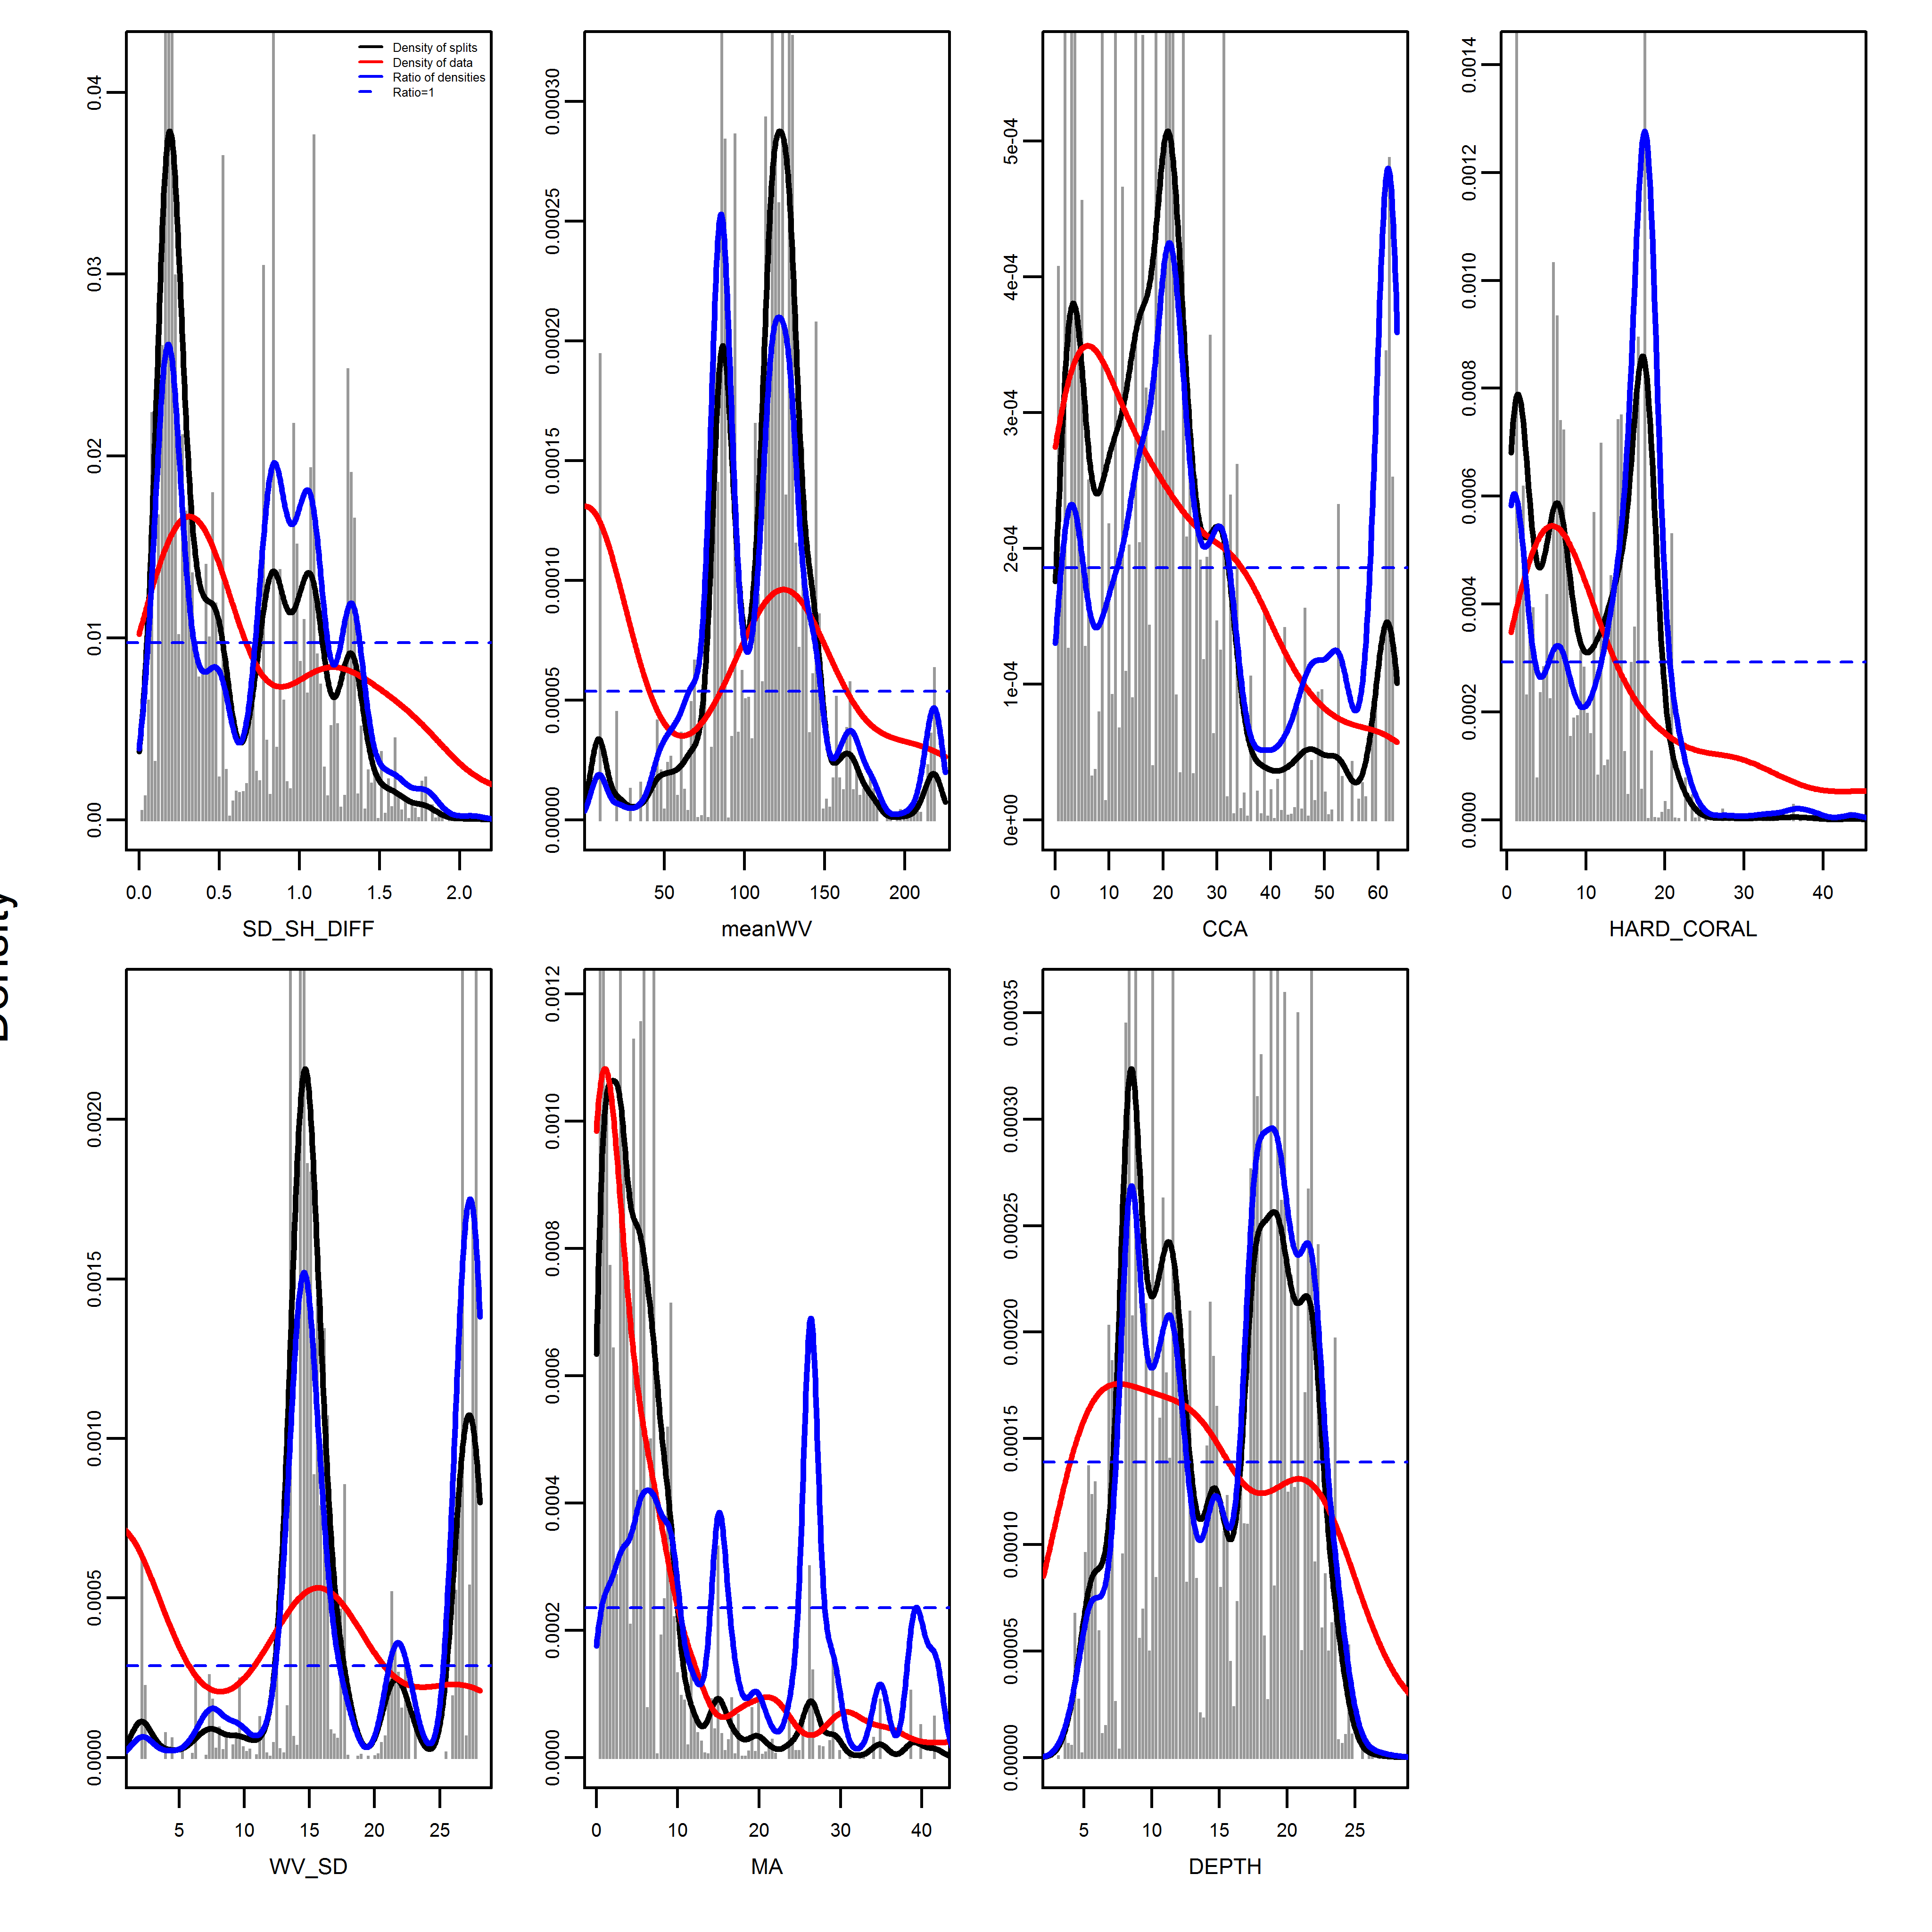 Density of splits
Density of data
Ratio of densities
Ratio=1
0.00 0.01 0.02 0.03 0.04
0.0 0.5 1.0 1.5 2.0
SD_SH_DIFF
0.00000 0.00005 0.00010 0.00015 0.00020 0.00025 0.00030
50 100 150 200
meanWV
0e+00 1e-04 2e-04 3e-04 4e-04 5e-04
0 10 20 30 40 50 60
CCA
0.0000 0.0002 0.0004 0.0006 0.0008 0.0010 0.0012 0.0014
0 10 20 30 40
HARD_CORAL
Density
0.0000 0.0005 0.0010 0.0015 0.0020
5 10 15 20 25
WV_SD
0.0000 0.0002 0.0004 0.0006 0.0008 0.0010 0.0012
0 10 20 30 40
MA
0.00000 0.00005 0.00010 0.00015 0.00020 0.00025 0.00030 0.00035
5 10 15 20 25
DEPTH